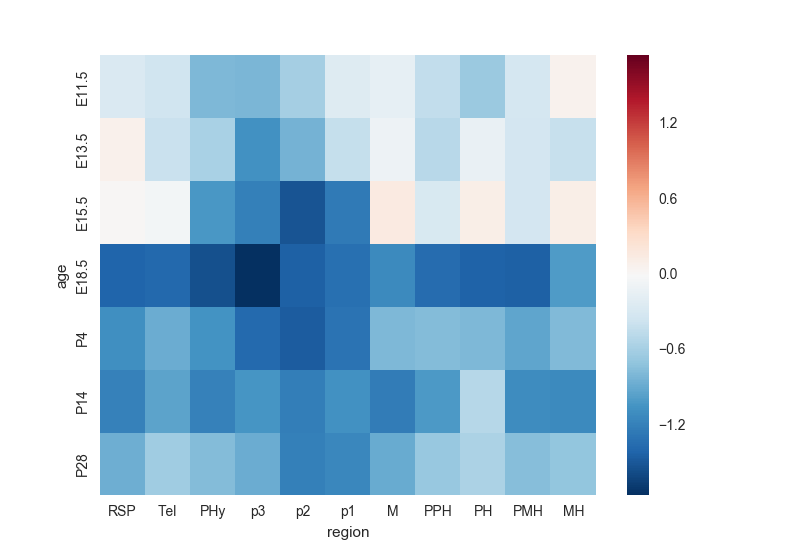 E11.5
E13.5
E15.5
E18.5
P4
P14
P28
age
RSP Tel PHy p3 p2 p1 M PPH PH PMH MH
region
1.2
0.6
0.0
−0.6
−1.2